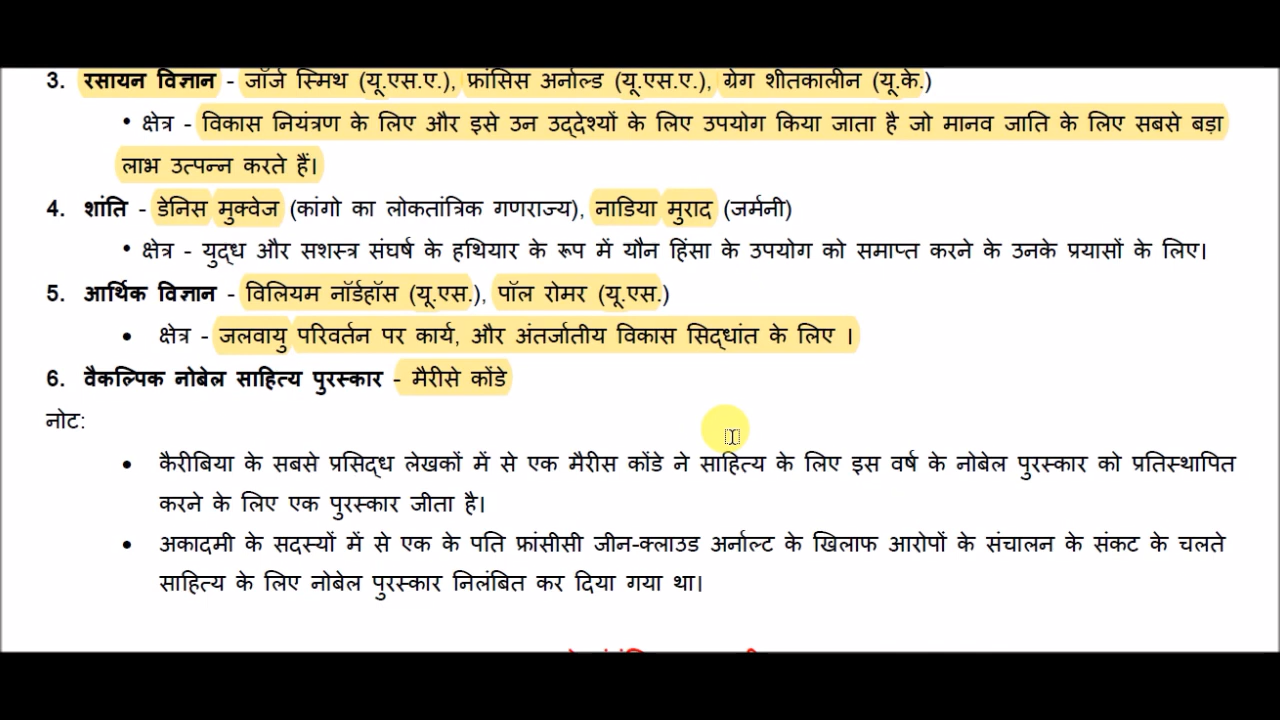 3. रसायन विज्ञान - जॉर्ज स्मिथ (यू.एस.ए.), फ्रांसिस अर्नाल्ड (यू.एस.ए.), ग्रेग शीतकालीन (यू.के.)
• क्षेत्र - विकास नियंत्रण के लिए और इसे उन उद्देश्यों के लिए उपयोग किया जाता है जो मानव जाति के लिए सबसे बड़ा
लाभ उत्पन्न करते हैं।
4. शांति - डेनिस मुक्वेज (कांगो का लोकतांत्रिक गणराज्य), नाडिया मुराद (जर्मनी)
• क्षेत्र - युद्ध और सशस्त्र संघर्ष के हथियार के रूप में यौन हिंसा के उपयोग को समाप्त करने के उनके प्रयासों के लिए।
5. आर्थिक विज्ञान - विलियम नॉर्डहॉस (यू.एस.), पॉल रोमर (यू.एस.)
• क्षेत्र - जलवायु परिवर्तन पर कार्य, और अंतर्जातीय विकास सिद्धांत के लिए ।
6. वैकल्पिक नोबेल साहित्य पुरस्कार - मैरीसे कोंडे
नोट:
• कैरीबिया के सबसे प्रसिद्ध लेखकों में से एक मैरीस कोंडे ने साहित्य के लिए इस वर्ष के नोबेल पुरस्कार को प्रतिस्थापित
करने के लिए एक पुरस्कार जीता है।
• अकादमी के सदस्यों में से एक के पति फ्रांसीसी जीन-क्लाउड अर्नाल्ट के खिलाफ आरोपों के संचालन के संकट के चलते
साहित्य के लिए नोबेल पुरस्कार निलंबित कर दिया गया था।